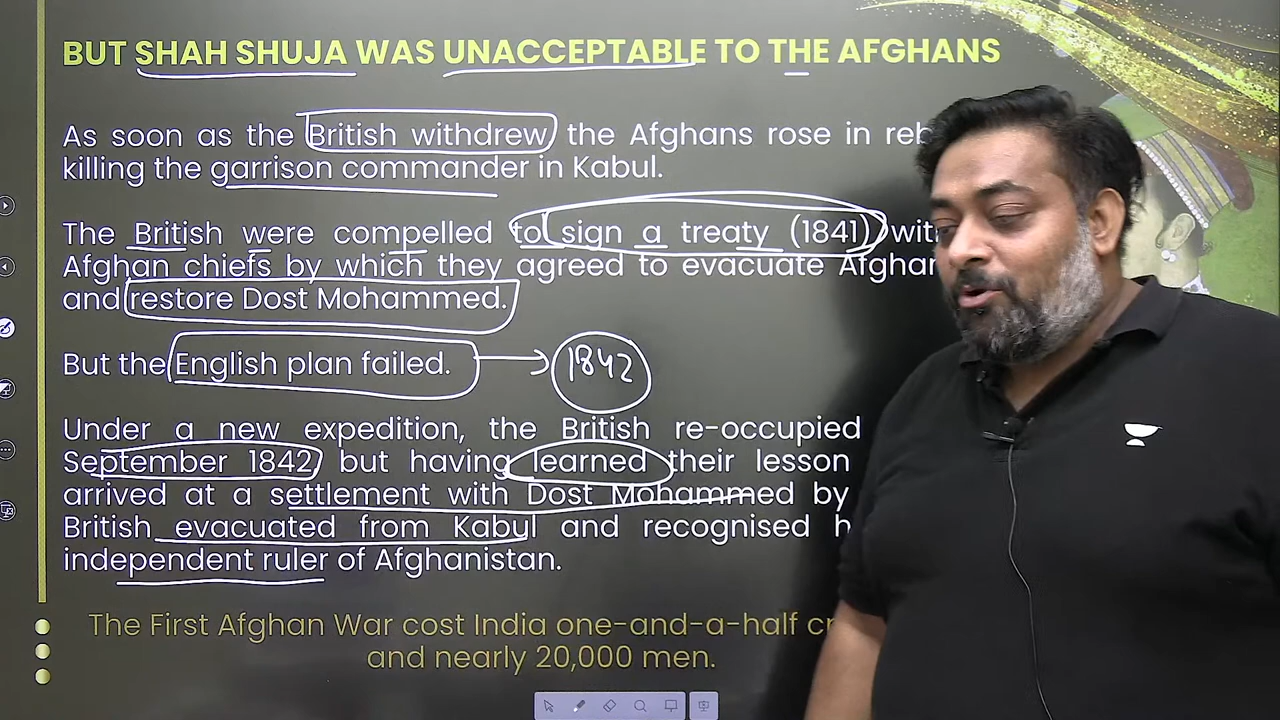 BUT SHAH SHUJA WAS UNACCEPTABLE TO THE AFGHANS
As soon as the British withdrew the Afghans rose in reb
killing the garrison commander in Kabul.
The British were compelled to sign a treaty (1841) wit
Afghan chiefs by which they agreed to evacuate Afghan
and restore Dost Mohammed.
But the English plan failed. 1842
Under a new expedition, the British re-occupied
September 1842, but having learned their lesson
arrived at a settlement with Dost Mohammed by
British evacuated from Kabul and recognised h
independent ruler of Afghanistan.
The First Afghan War cost India one-and-a-half cr
and nearly 20,000 men.